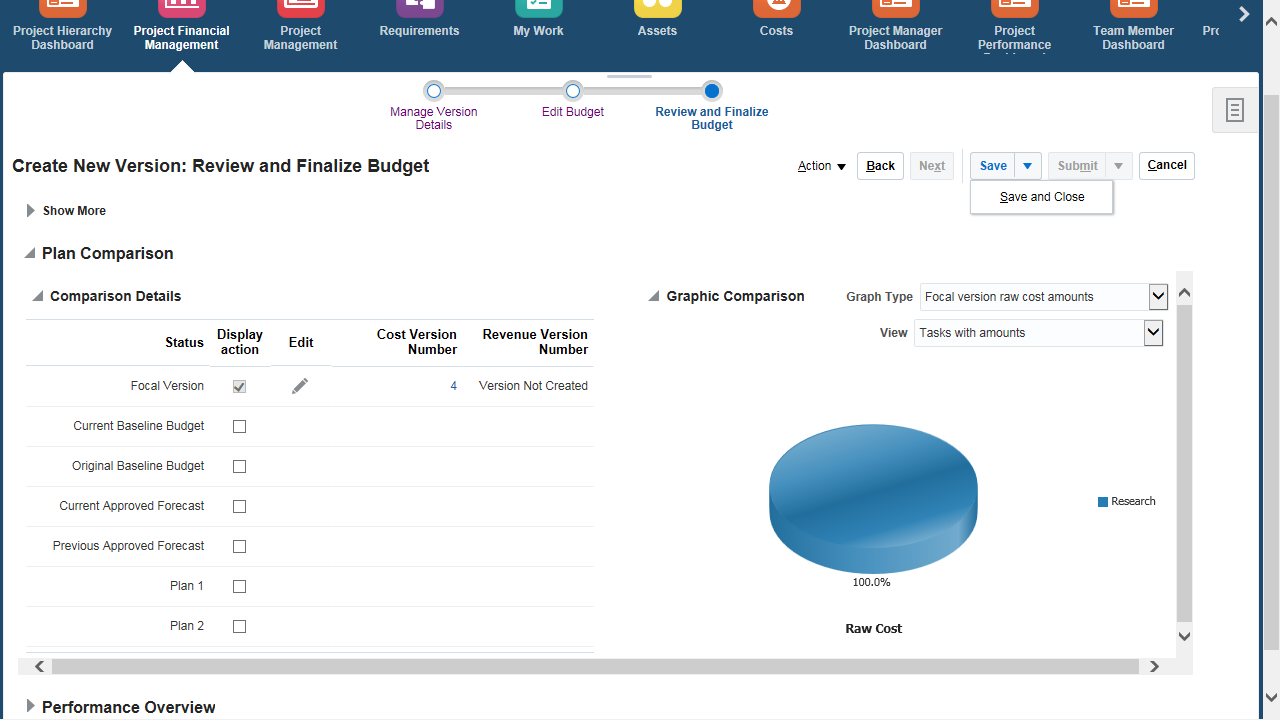 Project Hierarchy Dashboard
Project Financial Management
Project Management
Requirements
My Work
Assets
Costs
Project Manager Dashboard
Project Performance
Team Member Dashboard
Manage Version Details
Edit Budget
Review and Finalize Budget
Create New Version: Review and Finalize Budget
Action
Back
Next
Save
Submit
Cancel
Save and Close
Show More
Plan Comparison
Comparison Details
Status
Display action
Edit
Cost Version Number
Revenue Version Number
Focal Version
4
Version Not Created
Current Baseline Budget
Original Baseline Budget
Current Approved Forecast
Previous Approved Forecast
Plan 1
Plan 2
Graphic Comparison
Graph Type
Focal version raw cost amounts
View
Tasks with amounts
Research
100.0%
Raw Cost
Performance Overview